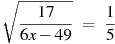 √(17/(6x−49)) = 1/5